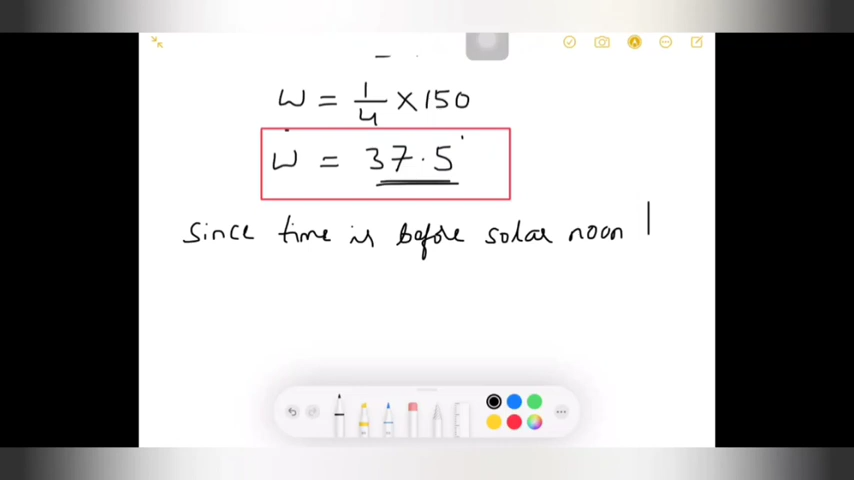 W = 1/4 × 150
W = 37.5°
Since time is before solar noon